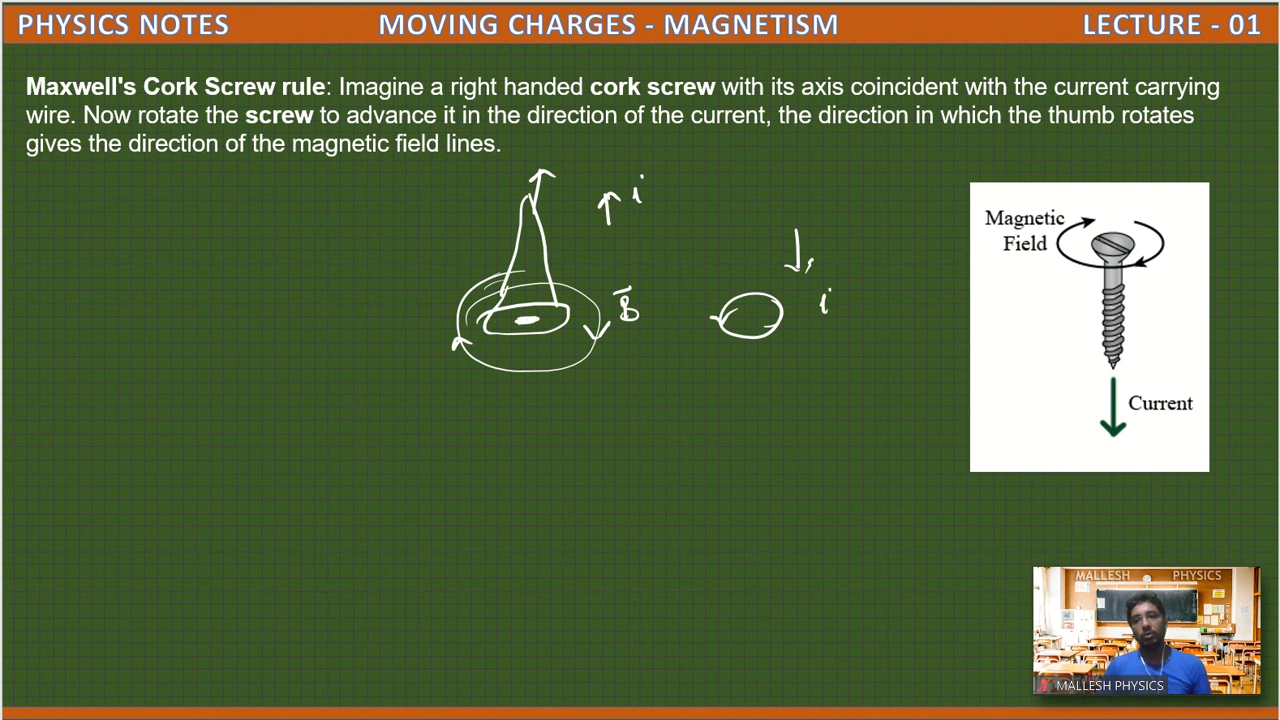 PHYSICS NOTES MOVING CHARGES - MAGNETISM LECTURE - 01
Maxwell's Cork Screw rule: Imagine a right handed cork screw with its axis coincident with the current carrying
wire. Now rotate the screw to advance it in the direction of the current, the direction in which the thumb rotates
gives the direction of the magnetic field lines.
i
B
i
Magnetic
Field
Current
MALLESH PHYSICS
MALLESH PHYSICS